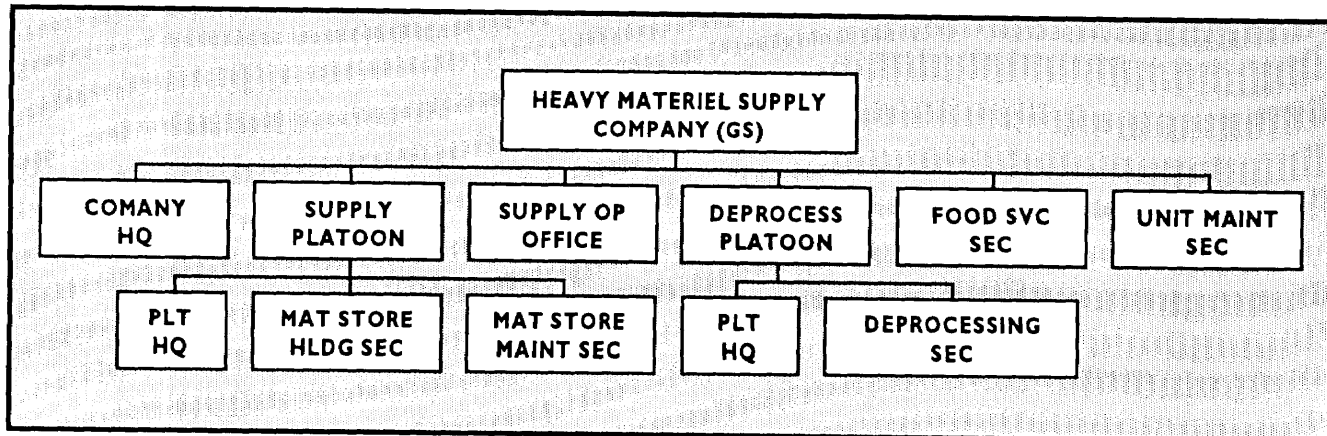 HEAVY MATERIEL SUPPLY
COMPANY (GS)
COMANY
HQ
SUPPLY
PLATOON
SUPPLY OP
OFFICE
DEPROCESS
PLATOON
FOOD SVC
SEC
UNIT MAINT
SEC
PLT
HQ
MAT STORE
HLDG SEC
MAT STORE
MAINT SEC
PLT
HQ
DEPROCESSING
SEC